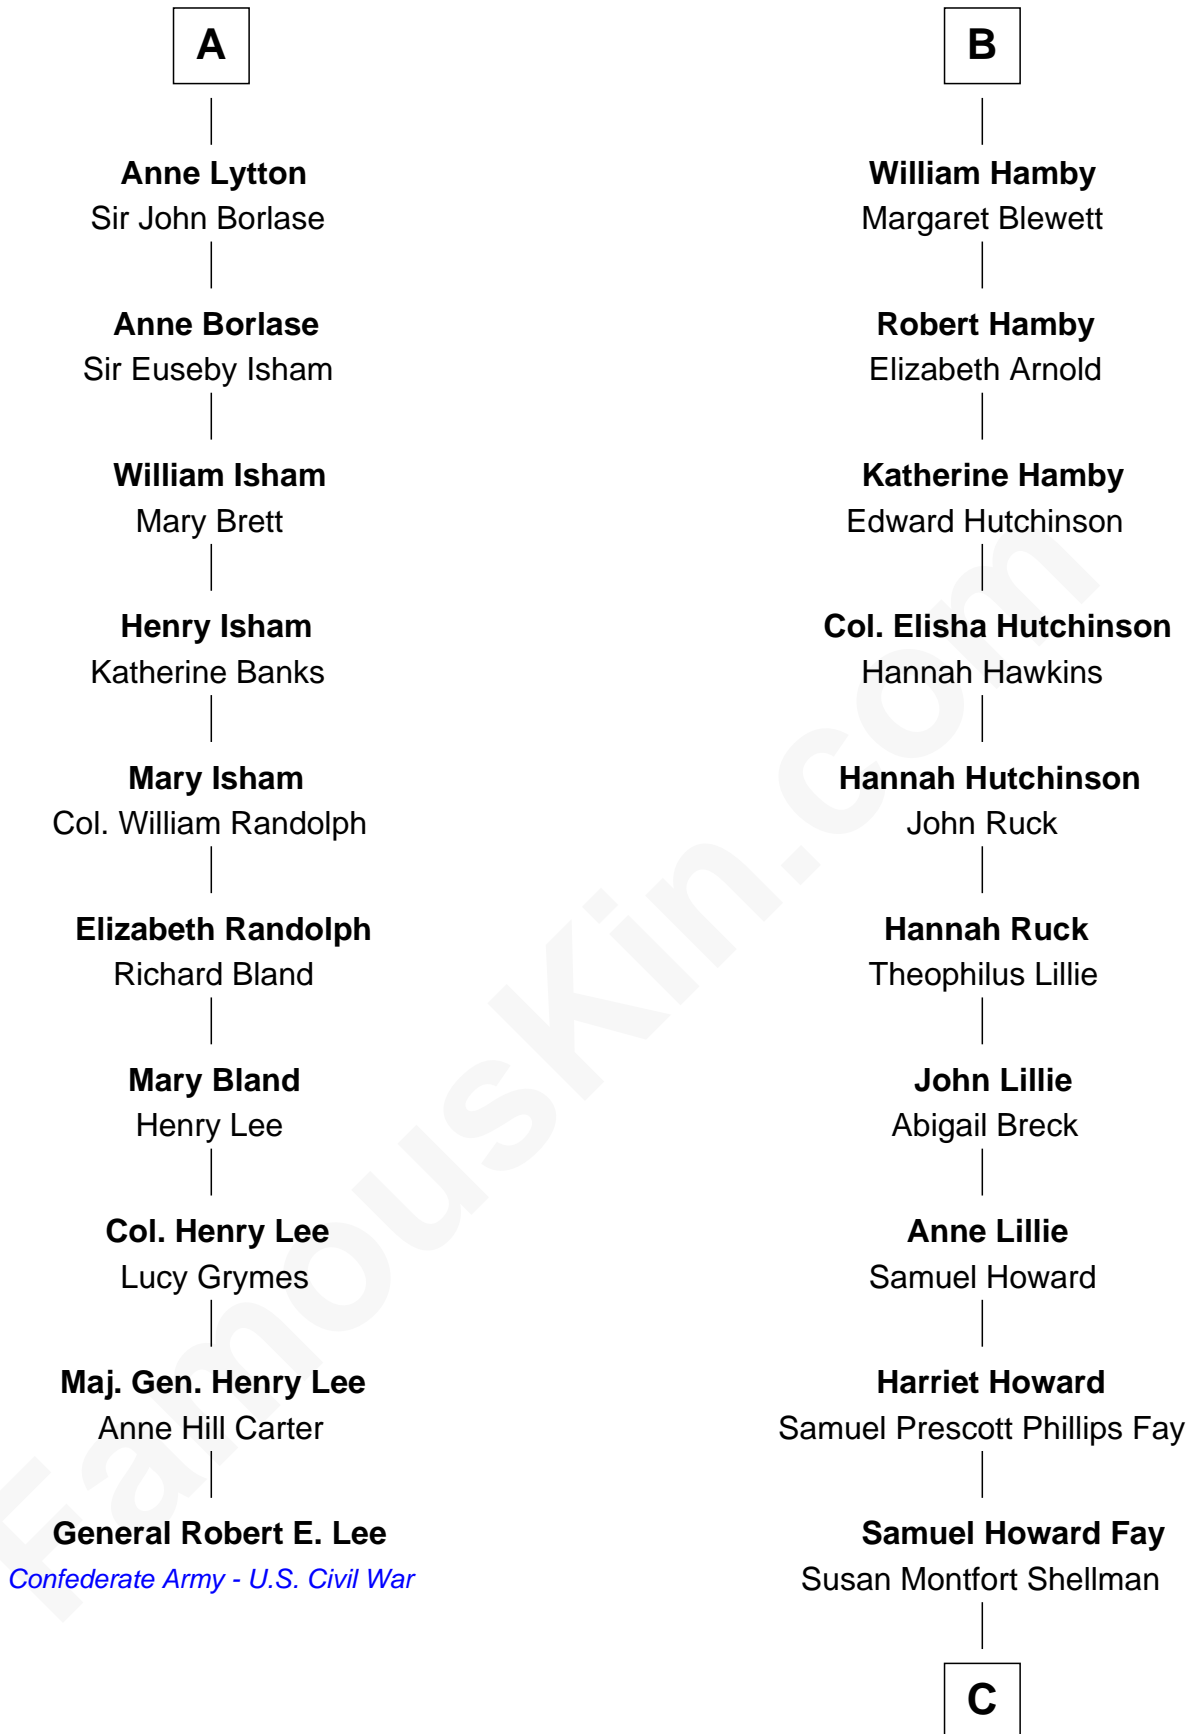 A
Anne Lytton
Sir John Borlase
Anne Borlase
Sir Euseby Isham
William Isham
Mary Brett
Henry Isham
Katherine Banks
Mary Isham
Col. William Randolph
Elizabeth Randolph
Richard Bland
Mary Bland
Henry Lee
Col. Henry Lee
Lucy Grymes
Maj. Gen. Henry Lee
Anne Hill Carter
General Robert E. Lee
Confederate Army - U.S. Civil War
B
William Hamby
Margaret Blewett
Robert Hamby
Elizabeth Arnold
Katherine Hamby
Edward Hutchinson
Col. Elisha Hutchinson
Hannah Hawkins
Hannah Hutchinson
John Ruck
Hannah Ruck
Theophilus Lillie
John Lillie
Abigail Breck
Anne Lillie
Samuel Howard
Harriet Howard
Samuel Prescott Phillips Fay
Samuel Howard Fay
Susan Montfort Shellman
C
FamousKin.com